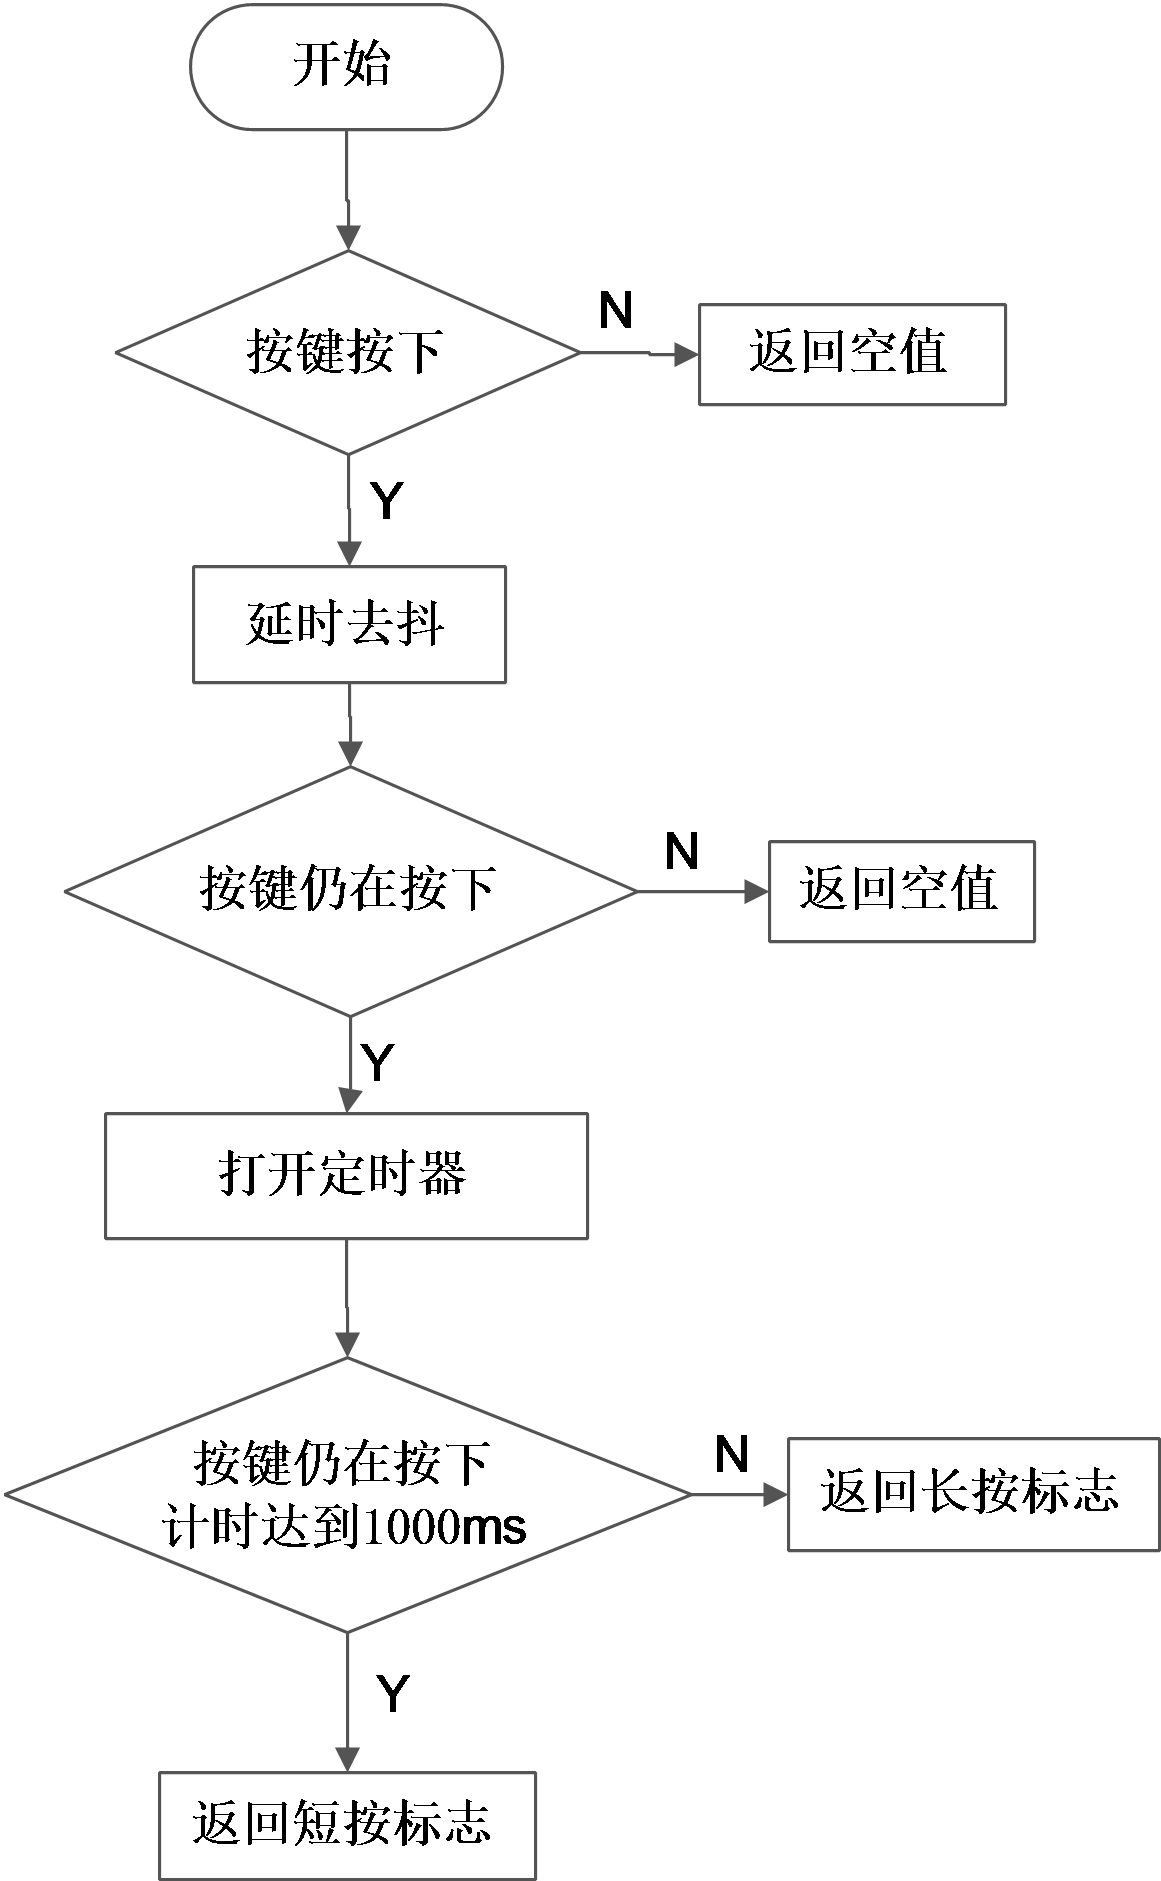 开始
按键按下
N
返回空值
Y
延时去抖
按键仍在按下
N
返回空值
Y
打开定时器
按键仍在按下
计时达到1000ms
N
返回长按标志
Y
返回短按标志